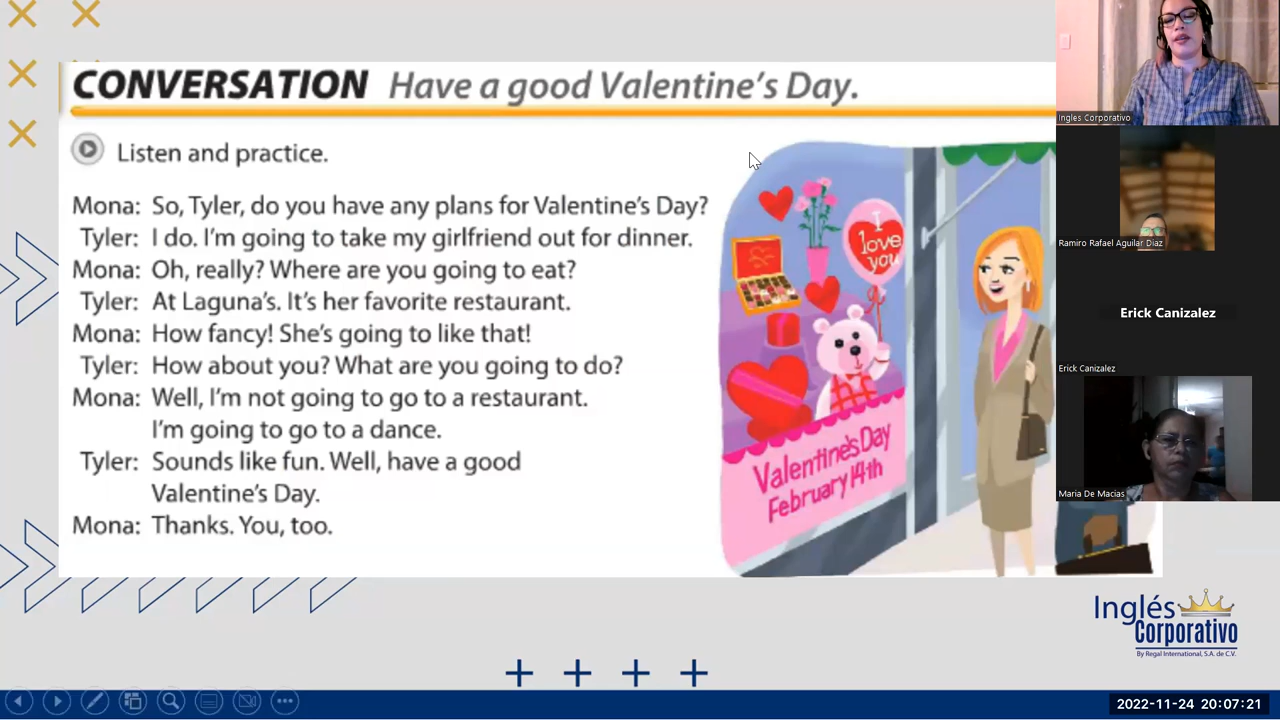 CONVERSATION Have a good Valentine's Day.
Listen and practice.
Mona: So, Tyler, do you have any plans for Valentine's Day?
Tyler: I do. I'm going to take my girlfriend out for dinner.
Mona: Oh, really? Where are you going to eat?
Tyler: At Laguna's. It's her favorite restaurant.
Mona: How fancy! She's going to like that!
Tyler: How about you? What are you going to do?
Mona: Well, I'm not going to go to a restaurant.
I'm going to go to a dance.
Tyler: Sounds like fun. Well, have a good
Valentine's Day.
Mona: Thanks. You, too.
I
love
you
Valentine's Day
February 14th
Ingles Corporativo
Ramiro Rafael Aguilar Diaz
Erick Canizalez
Erick Canizalez
Maria De Macias
Inglés
Corporativo
By Regal International, S.A. de C.V.
2022-11-24 20:07:21